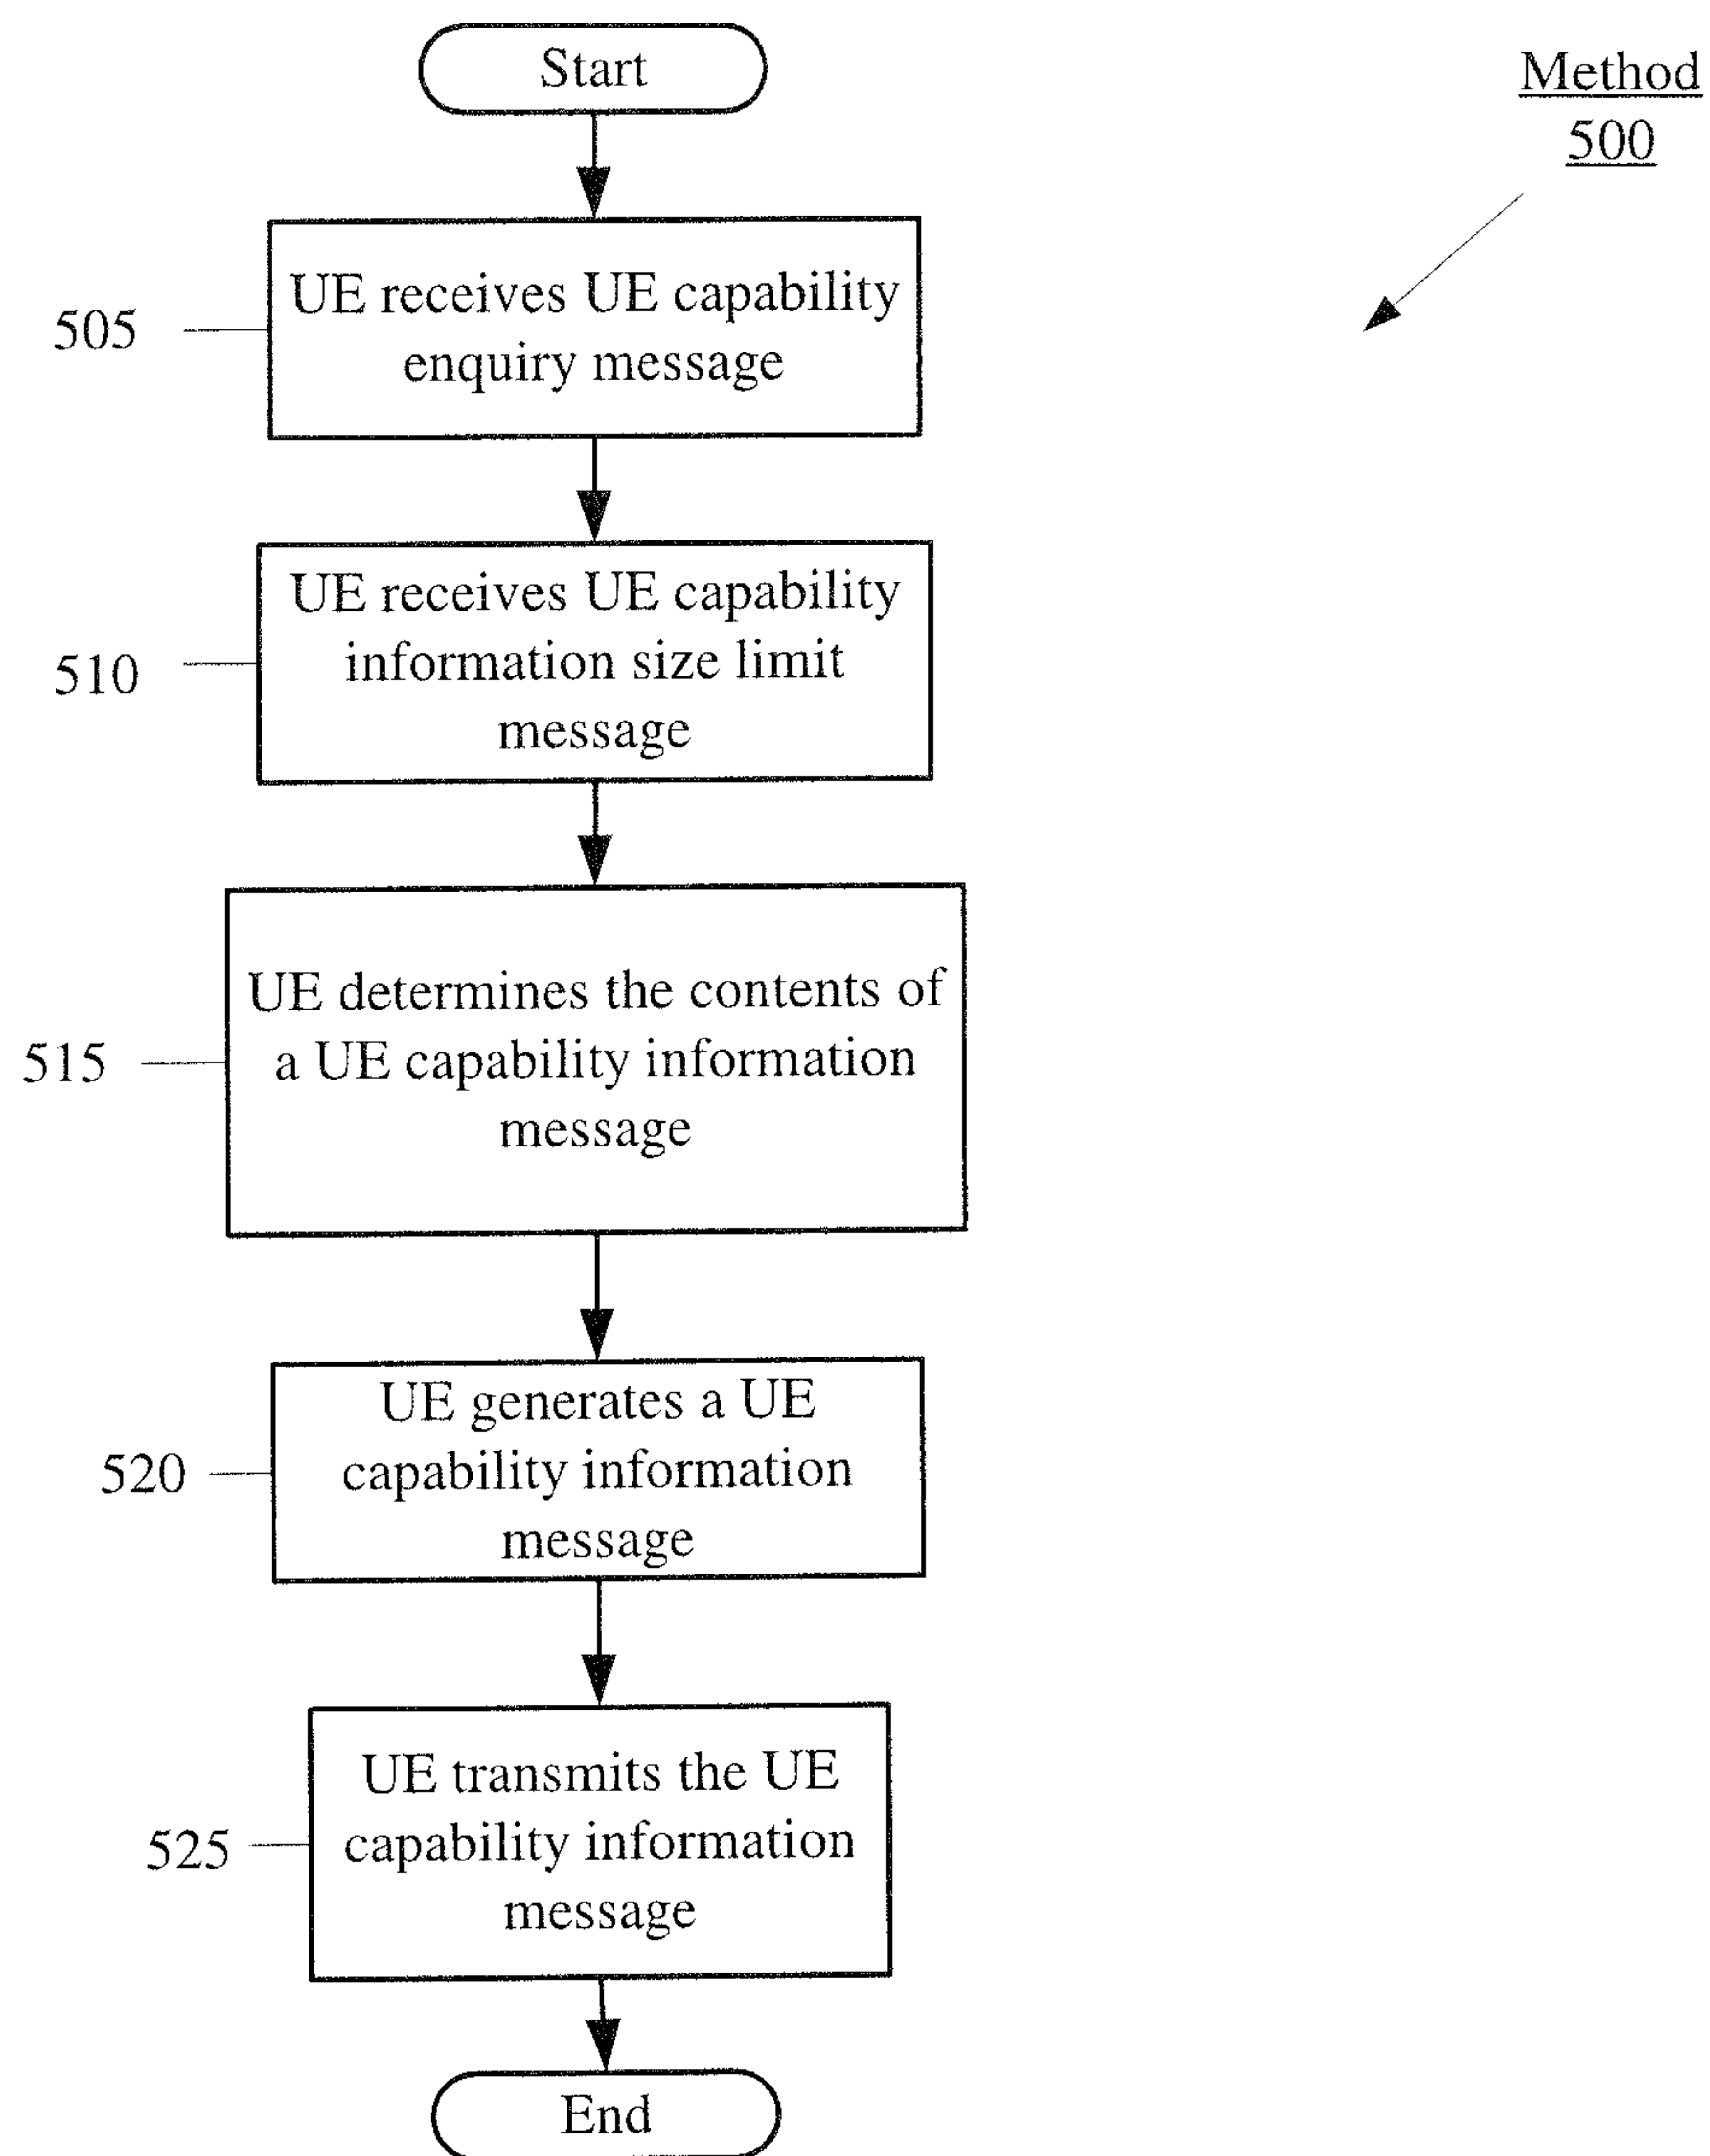 Start
Method
500
505
UE receives UE capability
enquiry message
510
UE receives UE capability
information size limit
message
515
UE determines the contents of
a UE capability information
message
520
UE generates a UE
capability information
message
525
UE transmits the UE
capability information
message
End